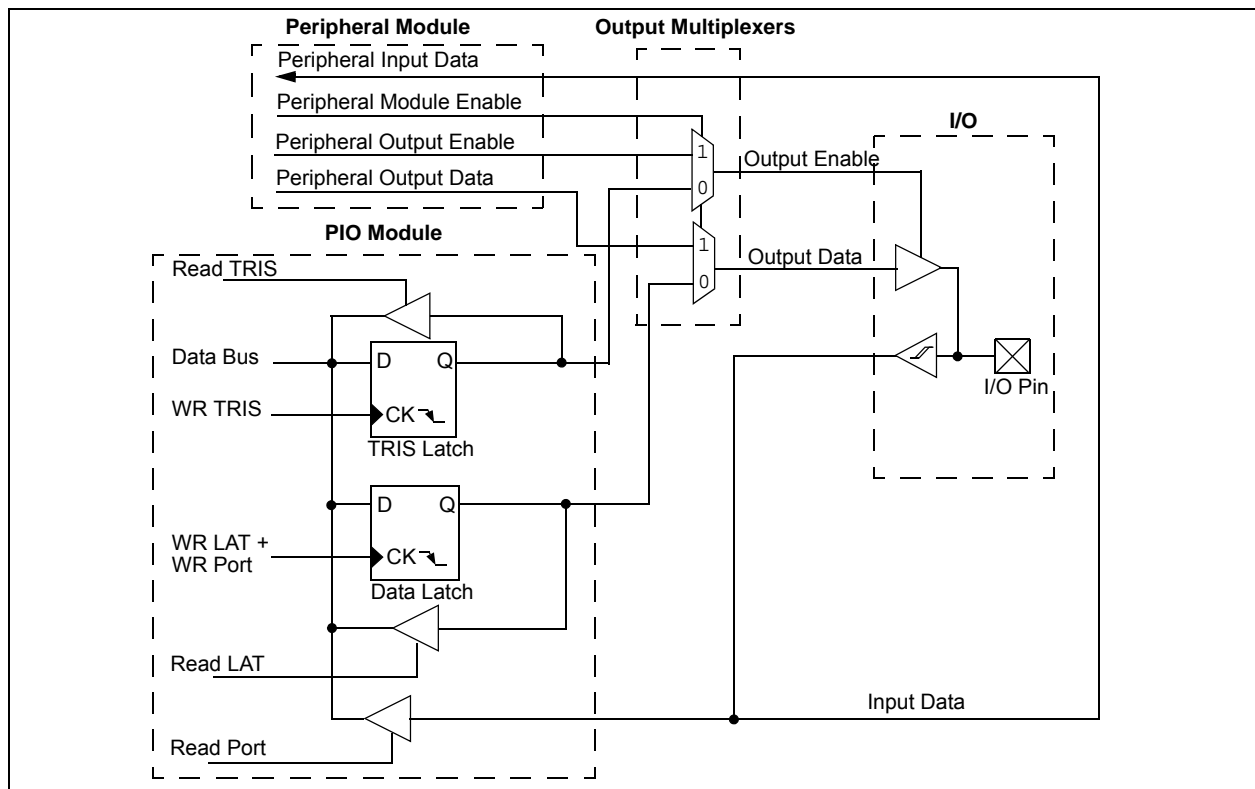 Peripheral Module
Output Multiplexers
Peripheral Input Data
Peripheral Module Enable
I/O
Peripheral Output Enable
1
Output Enable
Peripheral Output Data
0
PIO Module
1
Output Data
0
Read TRIS
Data Bus
D
Q
WR TRIS
CK
TRIS Latch
I/O Pin
D
Q
WR LAT +
WR Port
CK
Data Latch
Read LAT
Input Data
Read Port